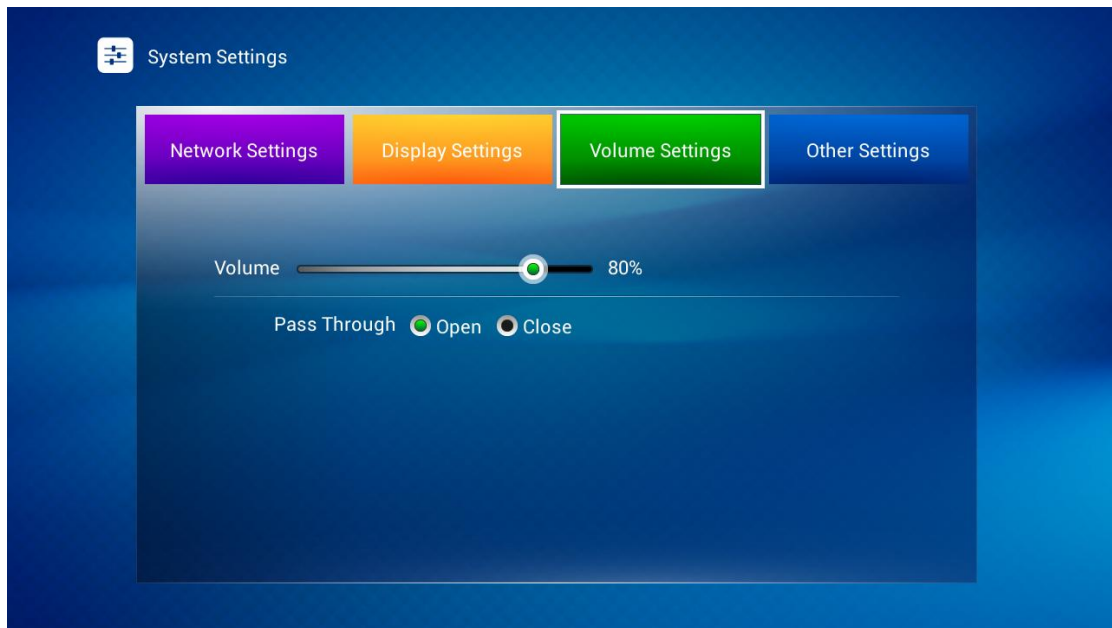 System Settings
Network Settings Display Settings Volume Settings Other Settings
Volume 80%
Pass Through Open Close